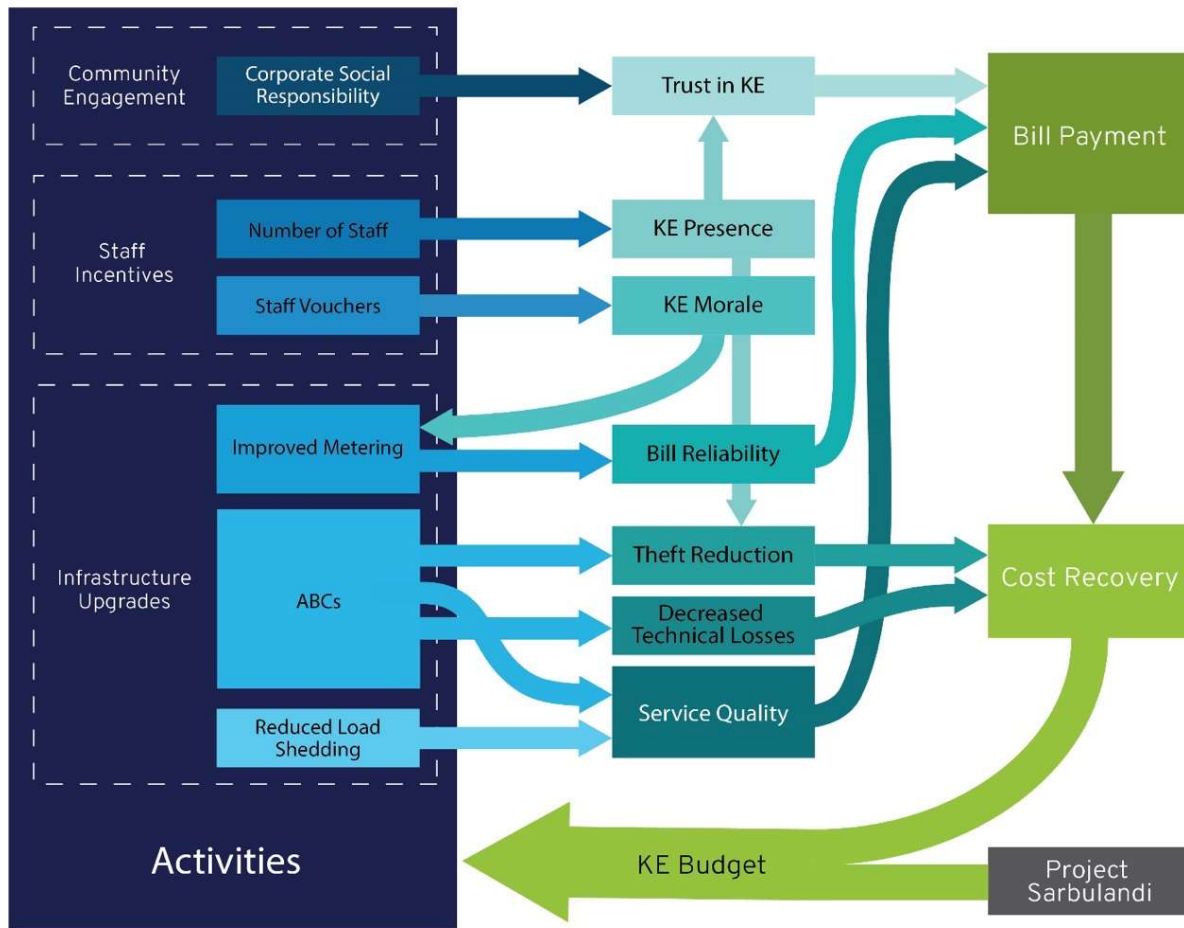 Community
Engagement
Corporate Social
Responsibility
Trust in KE
Bill Payment
Staff
Incentives
Number of Staff
KE Presence
Staff Vouchers
KE Morale
Infrastructure
Upgrades
Improved Metering
Bill Reliability
ABCs
Theft Reduction
Decreased
Technical Losses
Cost Recovery
Reduced Load
Shedding
Service Quality
Activities
KE Budget
Project
Sarbulandi